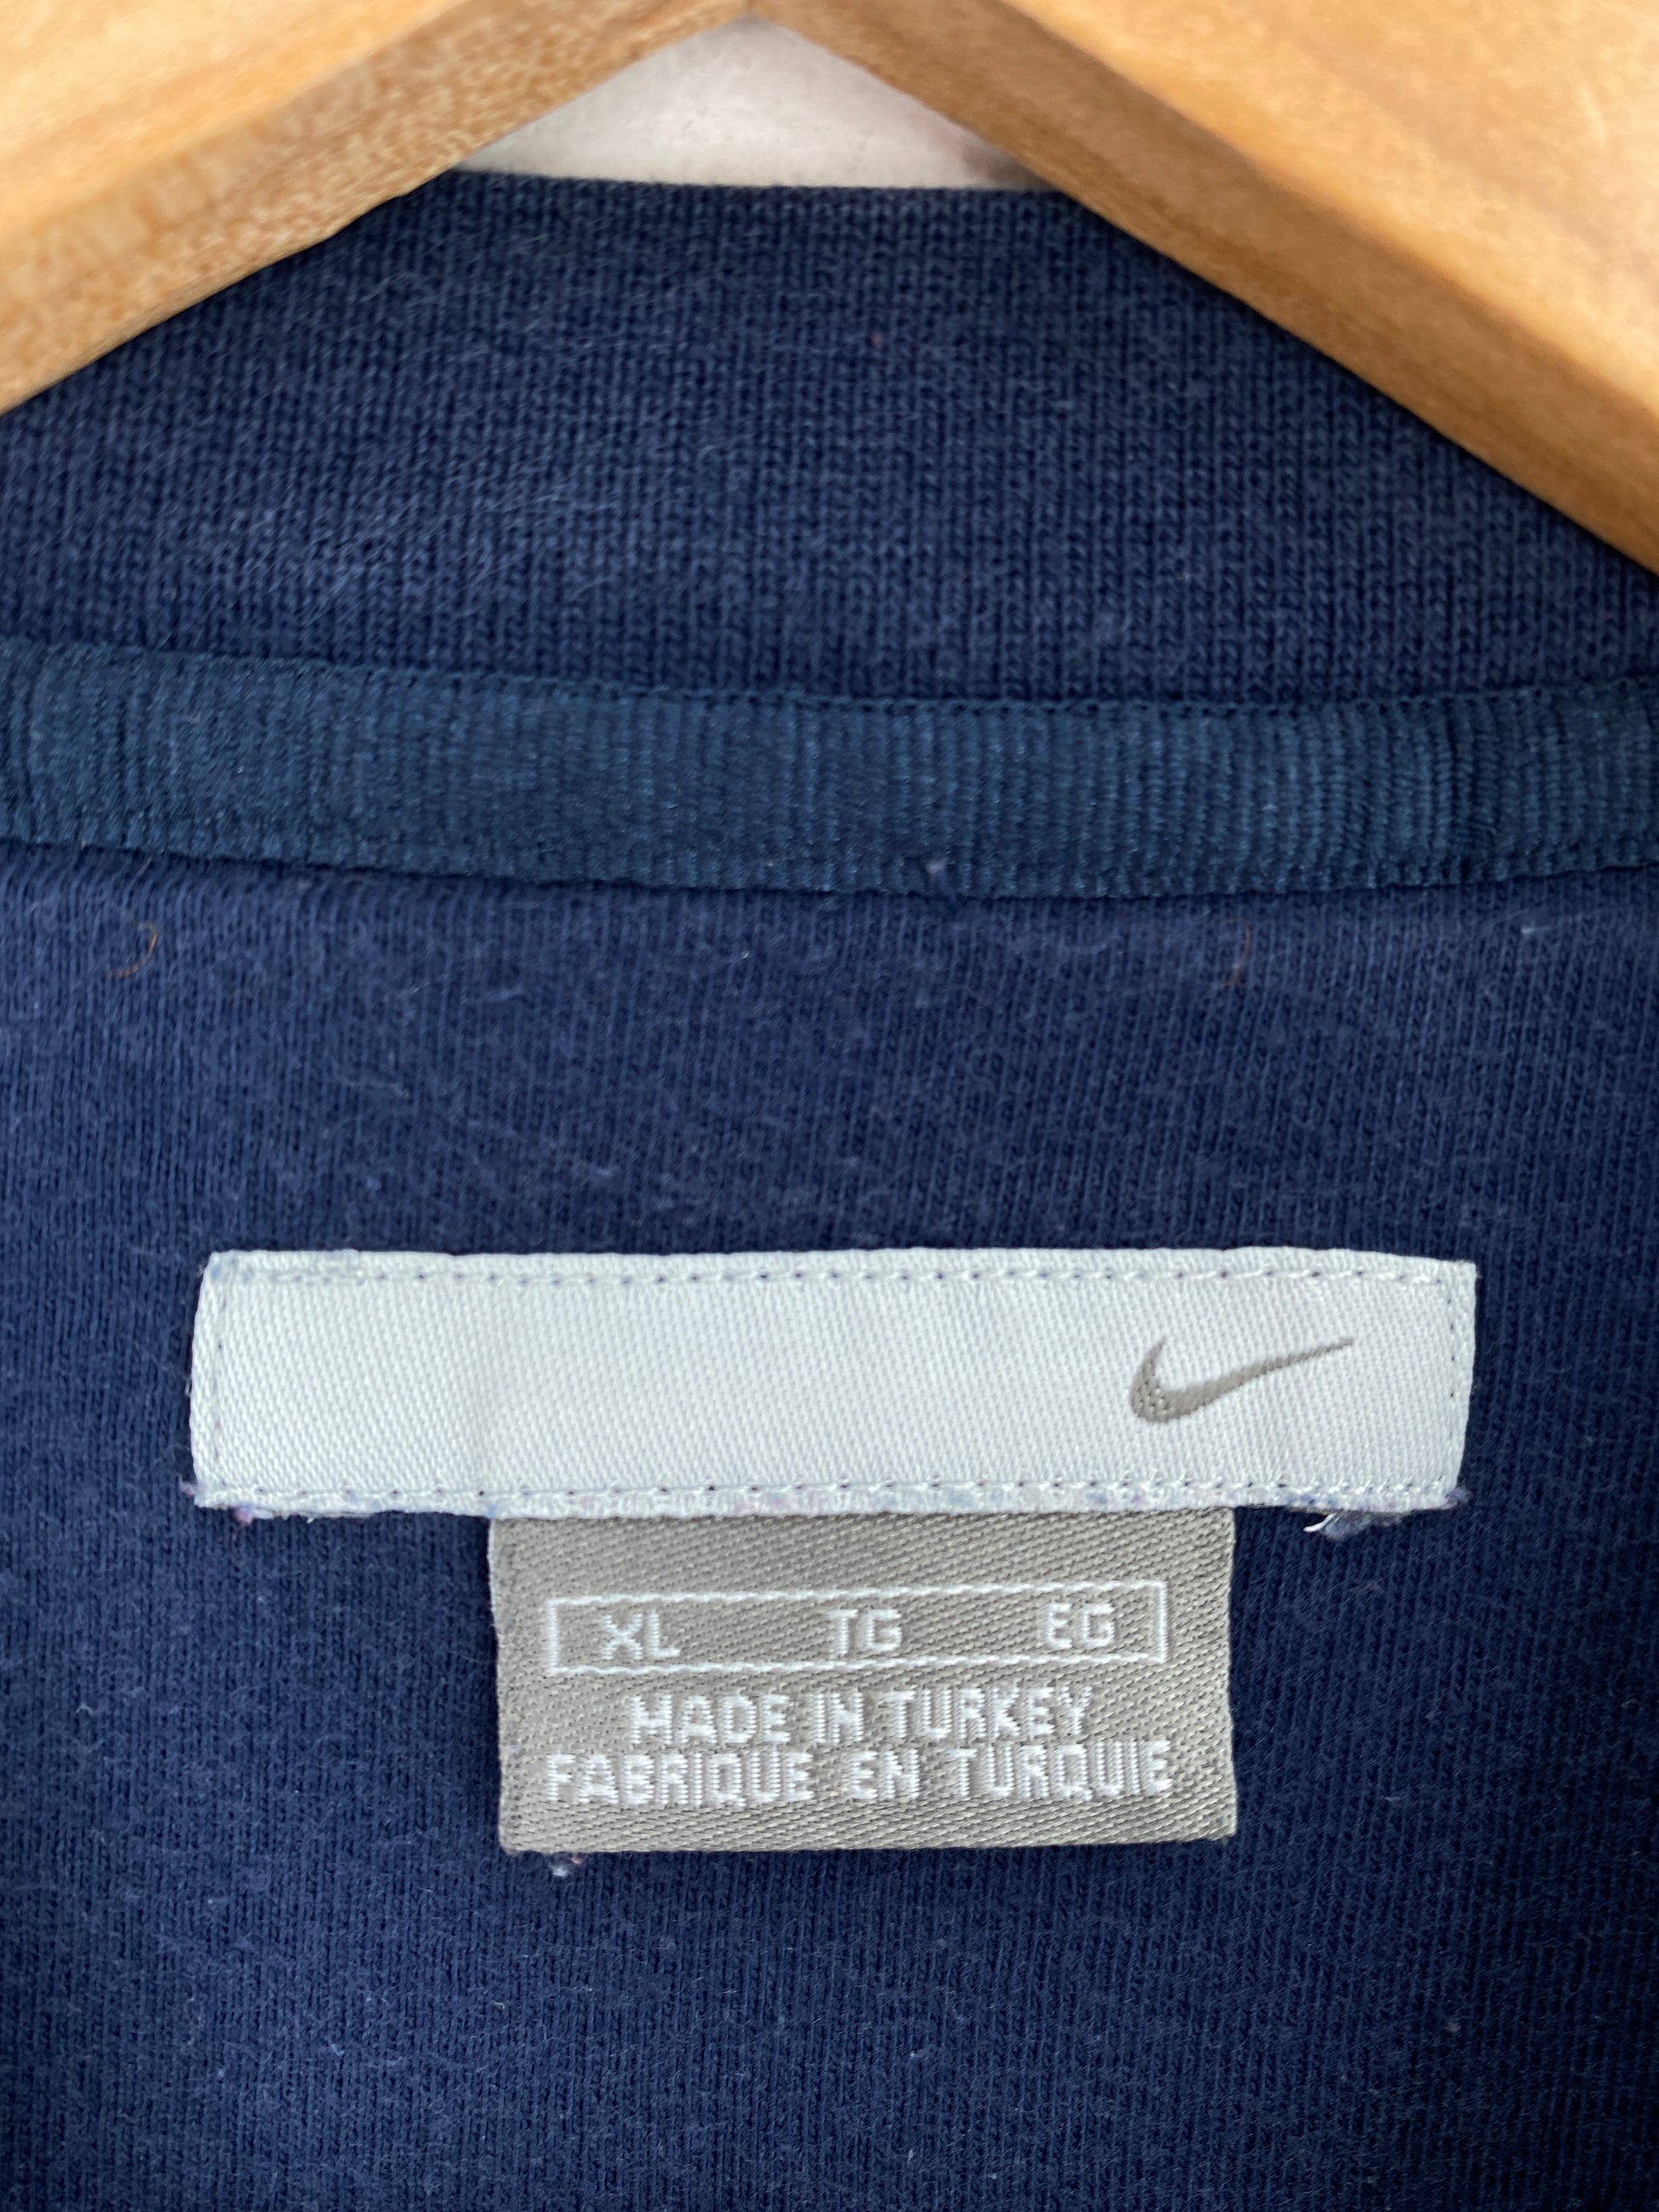 XL TG EG
MADE IN TURKEY
FABRIQUE EN TURQUIE